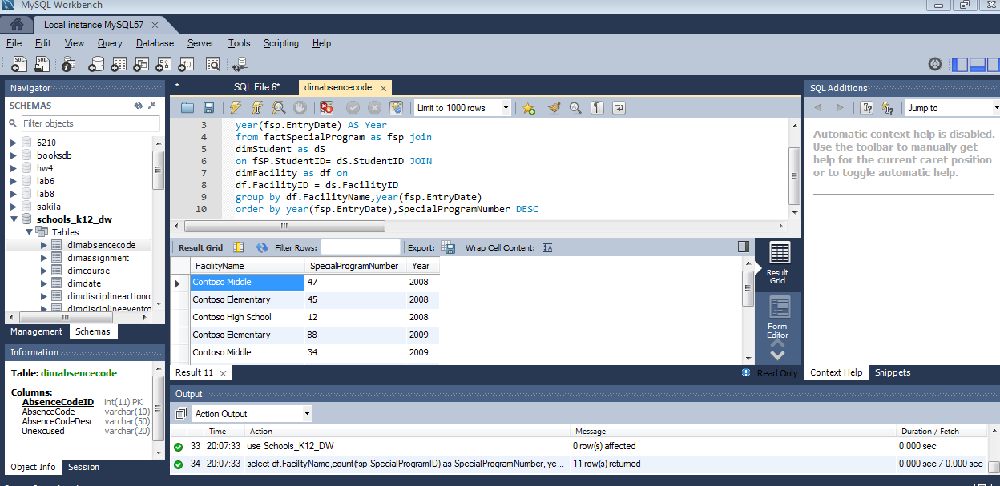 MySQL Workbench
Local instance MySQL57
File Edit View Query Database Server Tools Scripting Help
Navigator
SCHEMAS
Filter objects
6210
booksdb
hw4
lab6
lab8
sakila
schools_k12_dw
Tables
dimabsencecode
dimassignment
dimcourse
dimdate
dimdisciplineactionco
dimdisciplineeventco
Management Schemas
Information
Table: dimabsencecode
Columns:
AbsenceCodeID int(11) PK
AbsenceCode varchar(10)
AbsenceCodeDesc varchar(50)
Unexcused varchar(20)
Object Info Session
* SQL File 6* dimabsencecode
Limit to 1000 rows
3 year(fsp.EntryDate) AS Year
4 from factSpecialProgram as fsp join
5 dimStudent as dS
6 on fSP.StudentID= dS.StudentID JOIN
7 dimFacility as df on
8 df.FacilityID = ds.FacilityID
9 group by df.FacilityName,year(fsp.EntryDate)
10 order by year(fsp.EntryDate),SpecialProgramNumber DESC
Result Grid Filter Rows: Export: Wrap Cell Content:
FacilityName SpecialProgramNumber Year
Contoso Middle 47 2008
Contoso Elementary 45 2008
Contoso High School 12 2008
Contoso Elementary 88 2009
Contoso Middle 34 2009
Result
Grid
Form
Editor
Result 11
Read Only
SQL Additions
Jump to
Automatic context help is disabled.
Use the toolbar to manually get
help for the current caret position
or to toggle automatic help.
Context Help Snippets
Output
Action Output
Time Action Message Duration / Fetch
33 20:07:33 use Schools_K12_DW 0 row(s) affected 0.000 sec
34 20:07:33 select df.FacilityName,count(fsp.SpecialProgramID) as SpecialProgramNumber, ye... 11 row(s) returned 0.000 sec / 0.000 sec